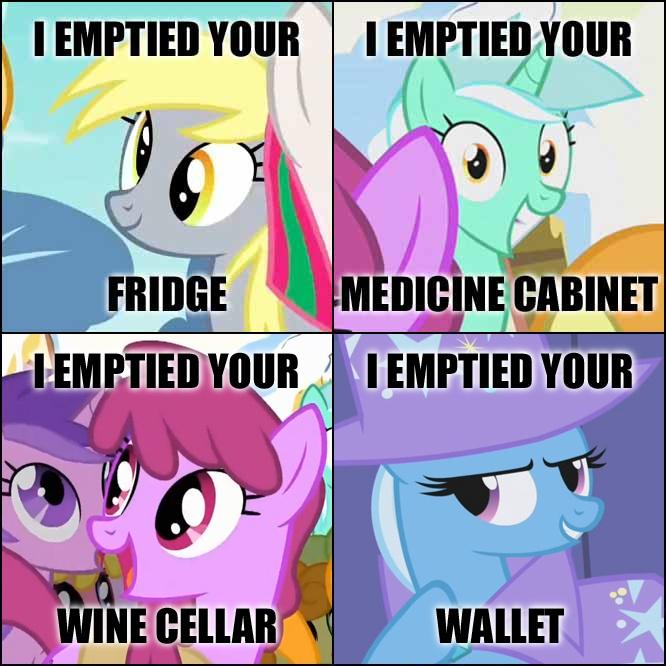 I EMPTIED YOUR
FRIDGE
I EMPTIED YOUR
MEDICINE CABINET
I EMPTIED YOUR
WINE CELLAR
I EMPTIED YOUR
WALLET